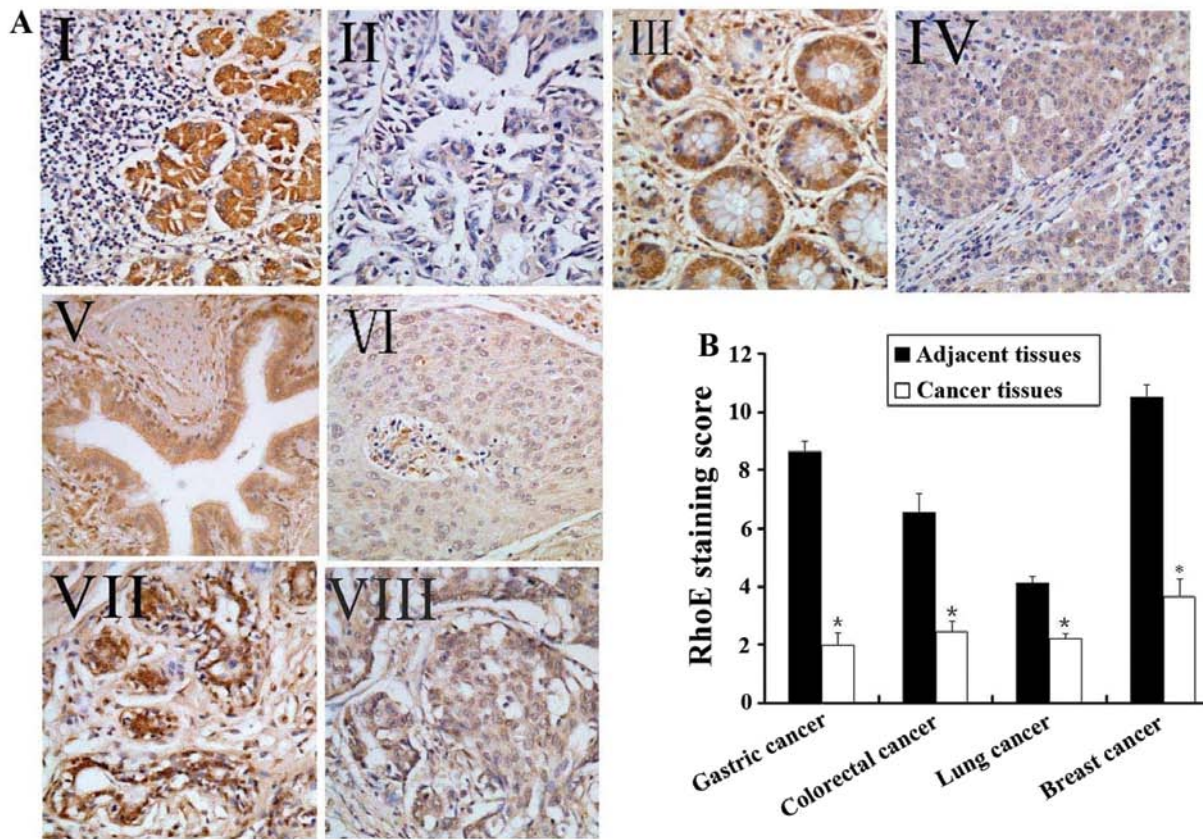 A
I
II
III
IV
V
VI
VII
VIII
B
Adjacent tissues
Cancer tissues
RhoE staining score
12
10
8
6
4
2
0
*
*
*
*
Gastric cancer
Colorectal cancer
Lung cancer
Breast cancer